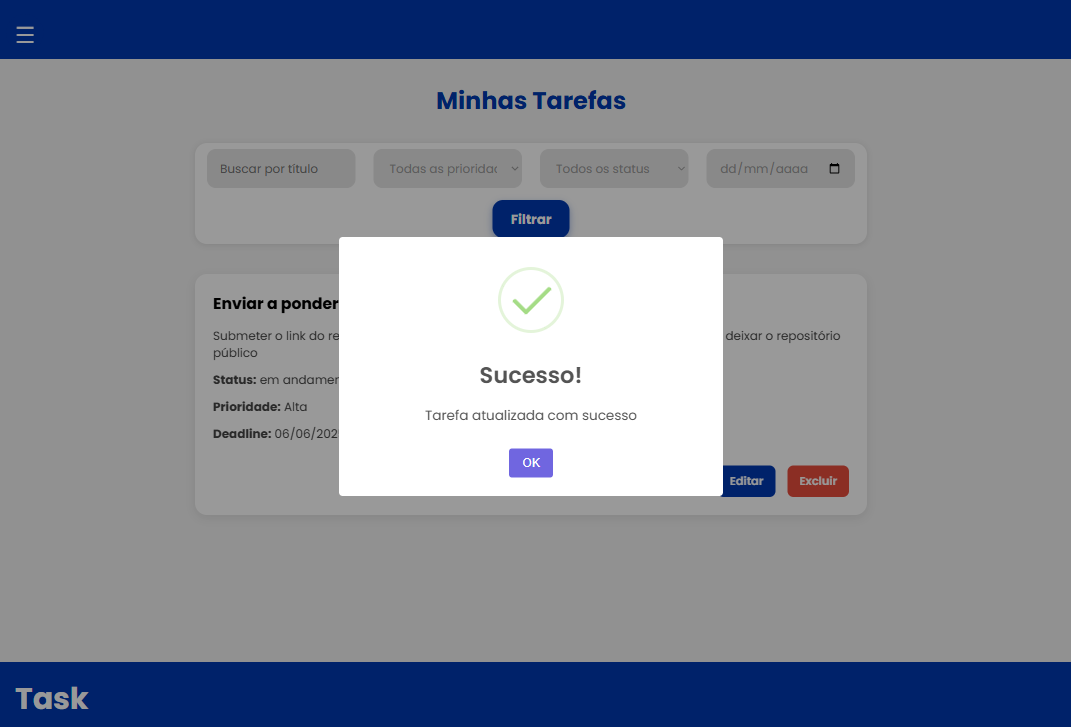 Minhas Tarefas
Buscar por título
Todas as prioridac
Todos os status
dd/mm/aaaa
Filtrar
Enviar a ponder
Submeter o link do re
deixar o repositório
público
Status: em andamen
Prioridade: Alta
Deadline: 06/06/202
Sucesso!
Tarefa atualizada com sucesso
OK
Editar
Excluir
Task